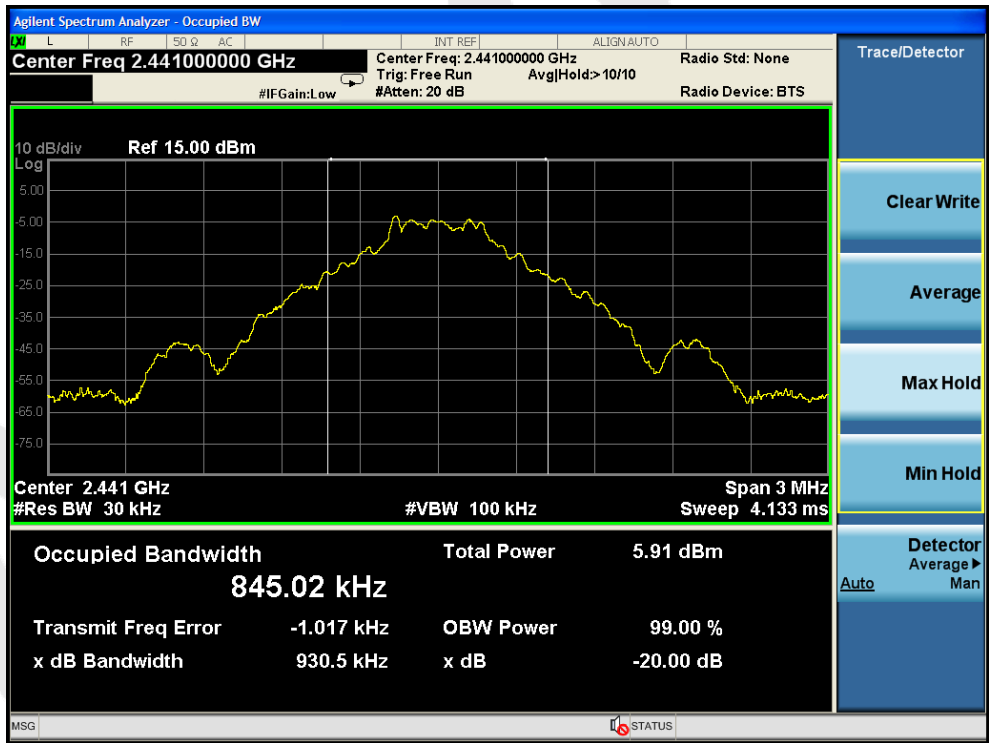 Agilent Spectrum Analyzer - Occupied BW
LXI L RF 50 Ω AC INT REF ALIGN AUTO
Center Freq 2.441000000 GHz
Center Freq: 2.441000000 GHz Radio Std: None
Trig: Free Run Avg|Hold:> 10/10
#IFGain:Low #Atten: 20 dB Radio Device: BTS
10 dB/div Ref 15.00 dBm
Log
5.00
-5.00
-15.0
-25.0
-35.0
-45.0
-55.0
-65.0
-75.0
Center 2.441 GHz Span 3 MHz
#Res BW 30 kHz #VBW 100 kHz Sweep 4.133 ms
Occupied Bandwidth Total Power 5.91 dBm
845.02 kHz
Transmit Freq Error -1.017 kHz OBW Power 99.00 %
x dB Bandwidth 930.5 kHz x dB -20.00 dB
MSG STATUS
Trace/Detector
Clear Write
Average
Max Hold
Min Hold
Detector
Average
Auto Man